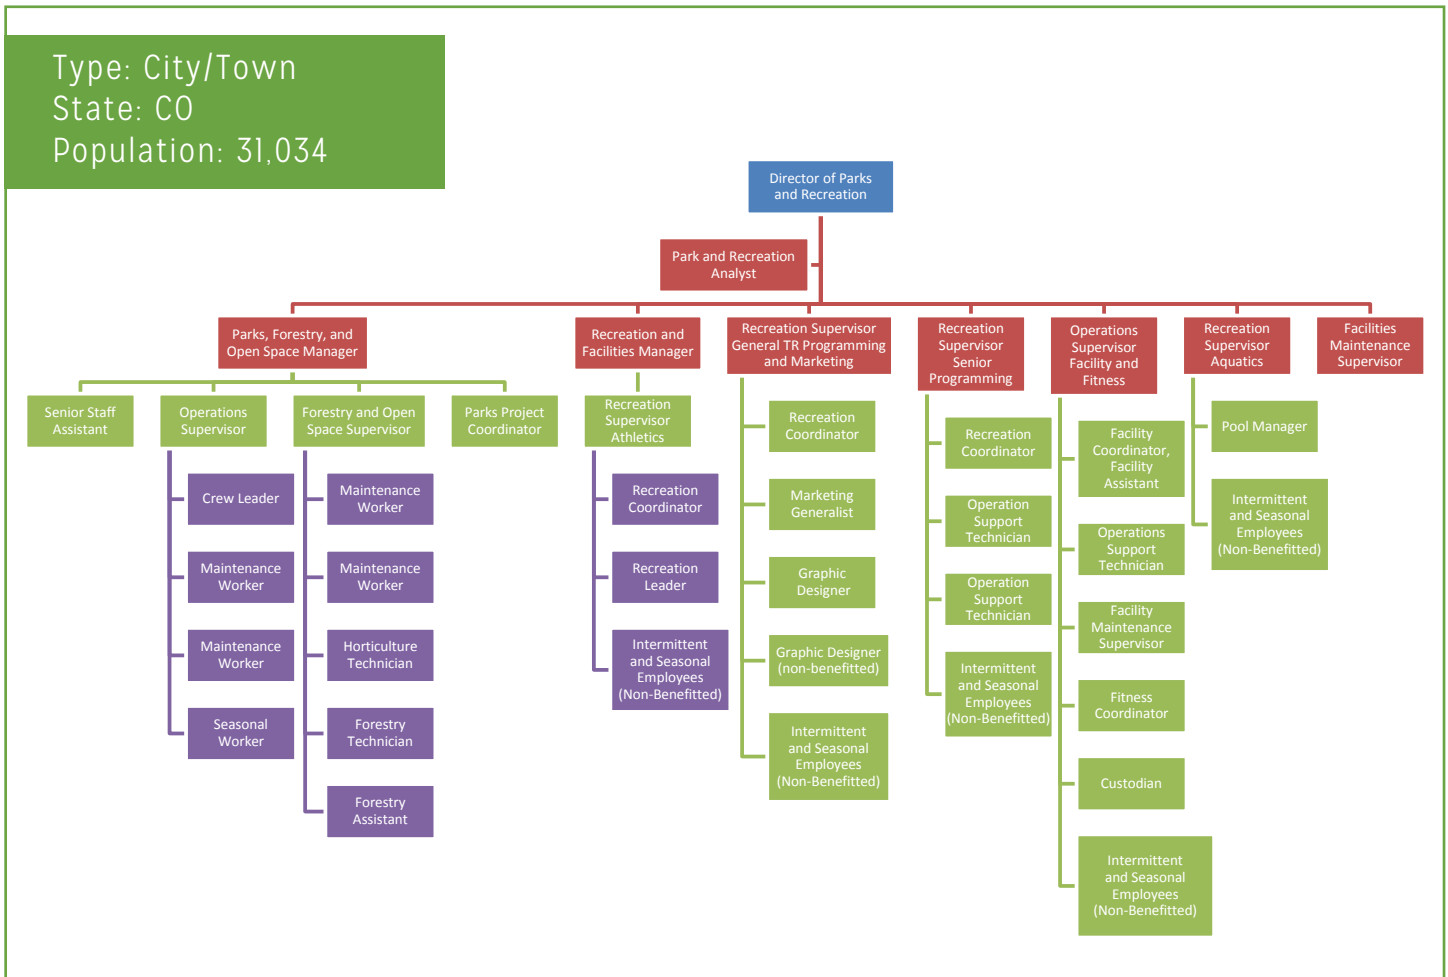 Type: City/Town
State: CO
Population: 31,034
Director of Parks
and Recreation
Park and Recreation
Analyst
Parks, Forestry, and
Open Space Manager
Recreation and
Facilities Manager
Recreation Supervisor
General TR Programming
and Marketing
Recreation
Supervisor
Senior
Programming
Operations
Supervisor
Facility and
Fitness
Recreation
Supervisor
Aquatics
Facilities
Maintenance
Supervisor
Senior Staff
Assistant
Operations
Supervisor
Forestry and Open
Space Supervisor
Parks Project
Coordinator
Recreation
Supervisor
Athletics
Crew Leader
Maintenance
Worker
Maintenance
Worker
Seasonal
Worker
Maintenance
Worker
Maintenance
Worker
Horticulture
Technician
Forestry
Technician
Forestry
Assistant
Recreation
Coordinator
Recreation
Leader
Intermittent
and Seasonal
Employees
(Non-Benefitted)
Recreation
Coordinator
Marketing
Generalist
Graphic
Designer
Graphic Designer
(non-benefitted)
Intermittent
and Seasonal
Employees
(Non-Benefitted)
Recreation
Coordinator
Operation
Support
Technician
Operation
Support
Technician
Intermittent
and Seasonal
Employees
(Non-Benefitted)
Facility
Coordinator,
Facility
Assistant
Operations
Support
Technician
Facility
Maintenance
Supervisor
Fitness
Coordinator
Custodian
Intermittent
and Seasonal
Employees
(Non-Benefitted)
Pool Manager
Intermittent
and Seasonal
Employees
(Non-Benefitted)